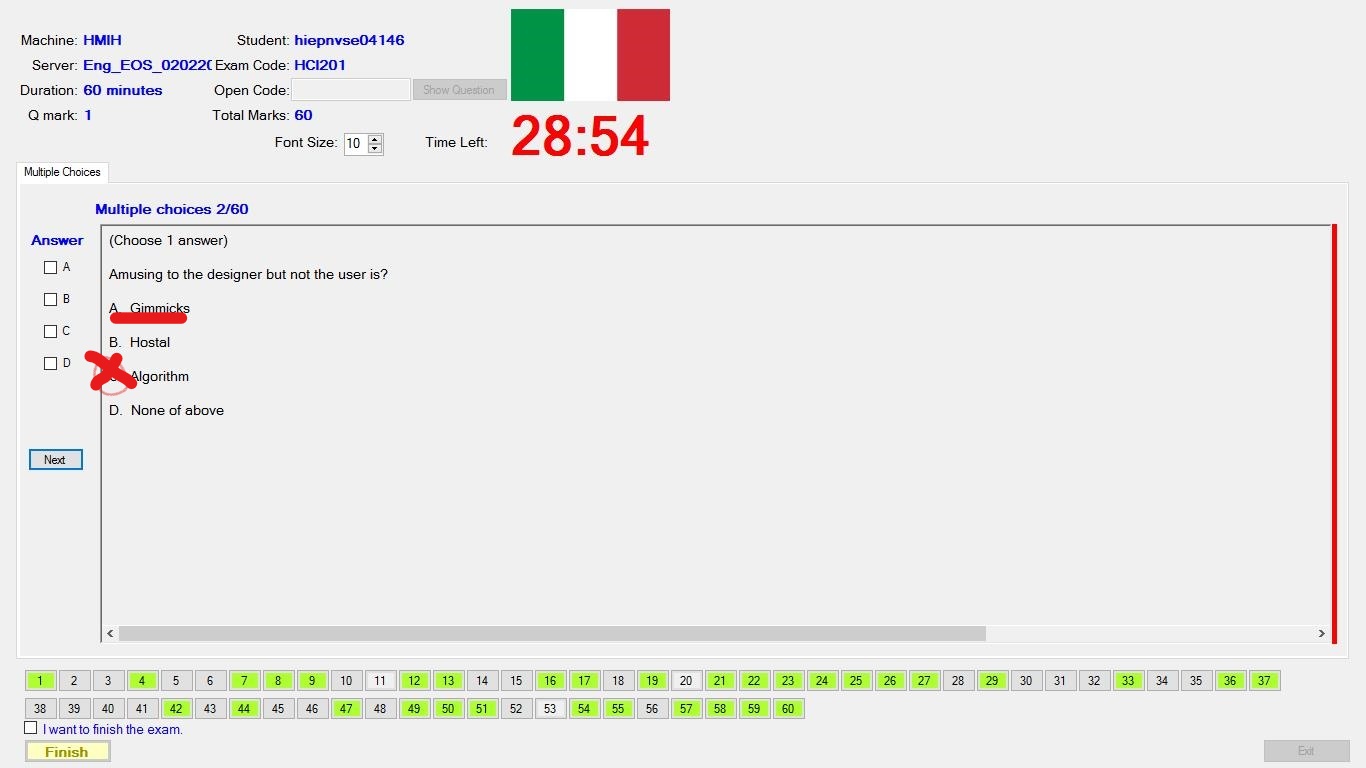 Machine: HMIH Student: hiepnvse04146
Server: Eng_EOS_020220 Exam Code: HCI201
Duration: 60 minutes Open Code: Show Question
Q mark: 1 Total Marks: 60
Font Size: 10 Time Left: 28:54
Multiple Choices
Multiple choices 2/60
Answer
(Choose 1 answer)
A
Amusing to the designer but not the user is?
B
A. Gimmicks
C
B. Hostal
D
Algorithm
D. None of above
Next
1 2 3 4 5 6 7 8 9 10 11 12 13 14 15 16 17 18 19 20 21 22 23 24 25 26 27 28 29 30 31 32 33 34 35 36 37
38 39 40 41 42 43 44 45 46 47 48 49 50 51 52 53 54 55 56 57 58 59 60
I want to finish the exam.
Finish Exit